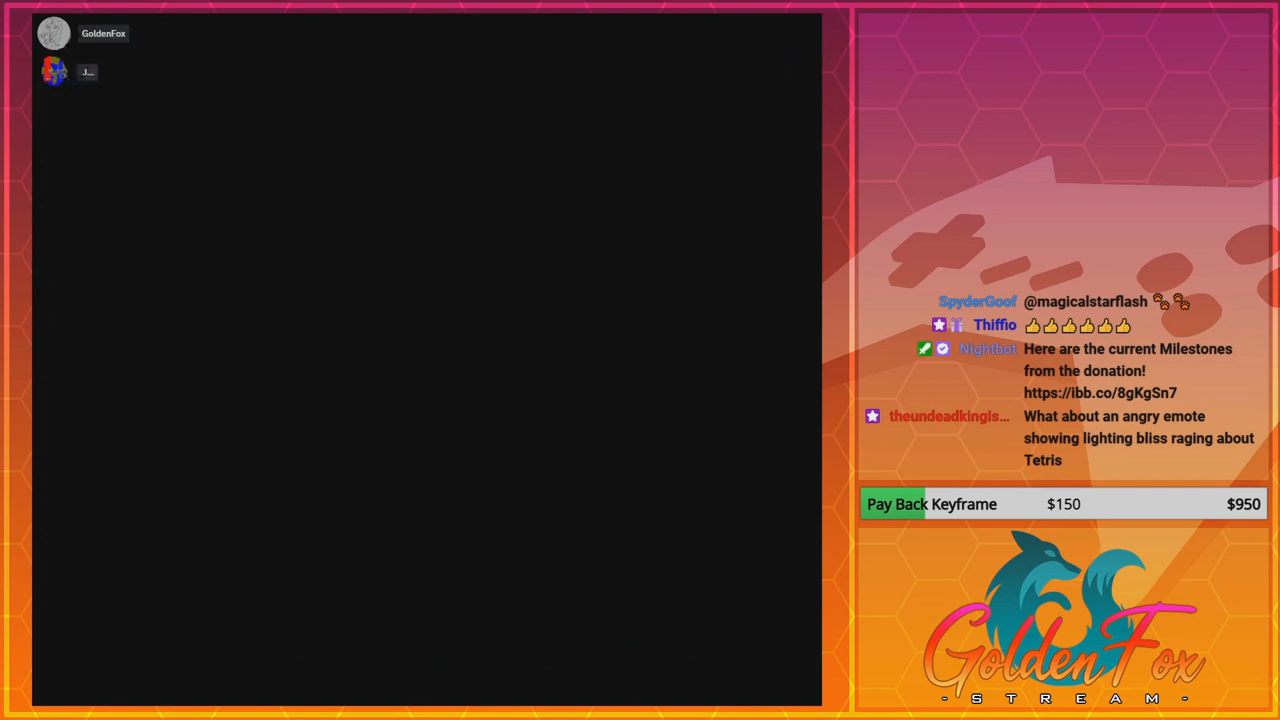 GoldenFox
J...
SpyderGoof @magicalstarflash
Thiffio
Nightbot Here are the current Milestones
from the donation!
https://ibb.co/8gKgSn7
theundeadkingis... What about an angry emote
showing lighting bliss raging about
Tetris
Pay Back Keyframe $150 $950
GoldenFox
- STREAM -